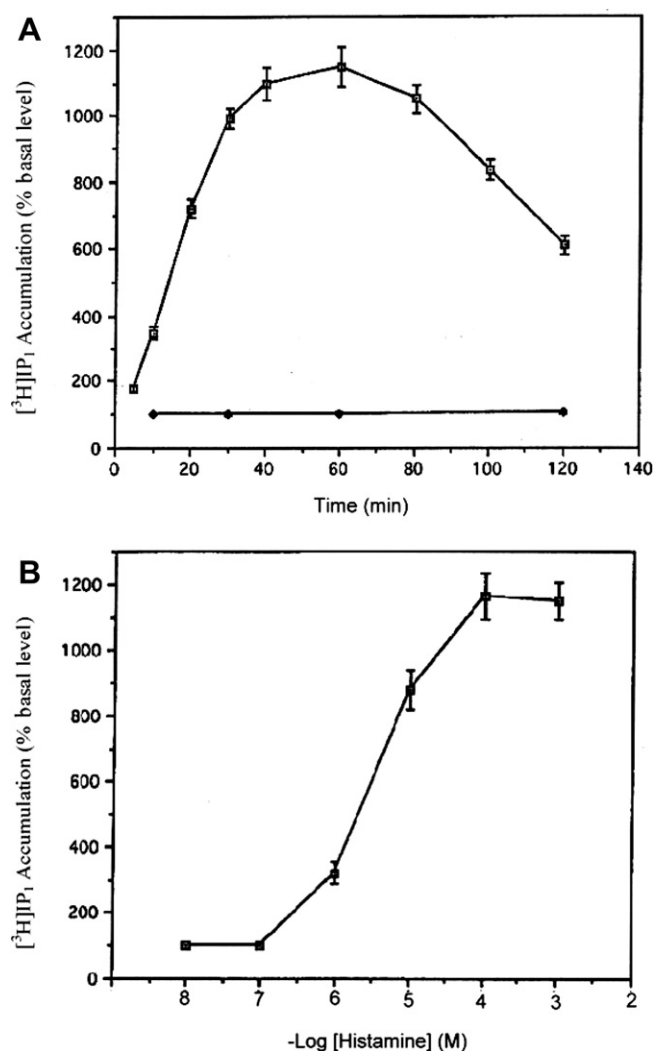 A
[³H]IP₁ Accumulation (% basal level)
1200
1000
800
600
400
200
0
0 20 40 60 80 100 120 140
Time (min)
B
[³H]IP₁ Accumulation (% basal level)
1200
1000
800
600
400
200
0
8 7 6 5 4 3 2
-Log [Histamine] (M)